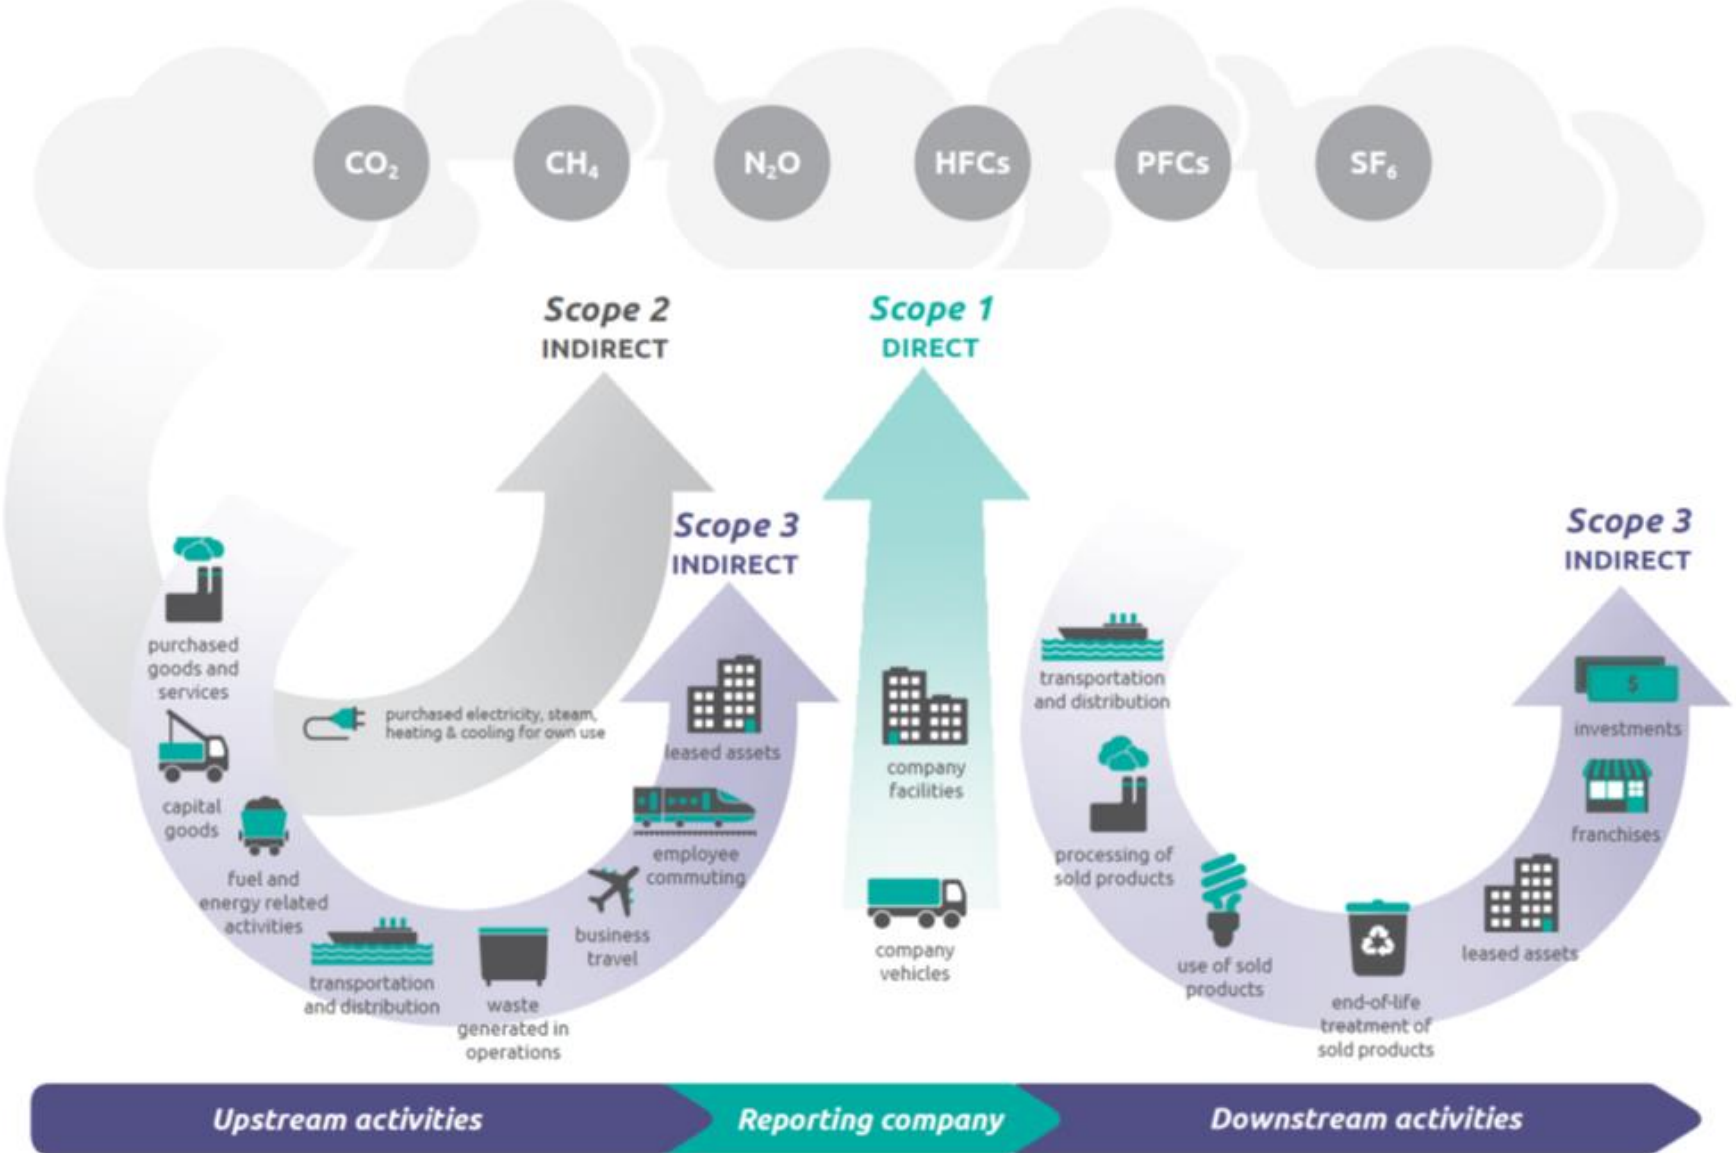 CO₂
CH₄
N₂O
HFCs
PFCs
SF₆
Scope 2
INDIRECT
Scope 1
DIRECT
Scope 3
INDIRECT
Scope 3
INDIRECT
purchased
goods and
services
capital
goods
fuel and
energy related
activities
transportation
and distribution
waste
generated in
operations
business
travel
employee
commuting
leased assets
purchased electricity, steam,
heating & cooling for own use
company
facilities
company
vehicles
transportation
and distribution
processing of
sold products
use of sold
products
end-of-life
treatment of
sold products
leased assets
franchises
$
investments
Upstream activities
Reporting company
Downstream activities